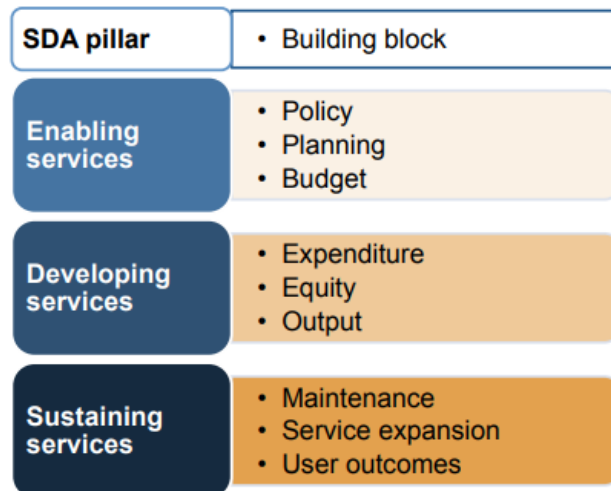 SDA pillar
• Building block
Enabling
services
• Policy
• Planning
• Budget
Developing
services
• Expenditure
• Equity
• Output
Sustaining
services
• Maintenance
• Service expansion
• User outcomes